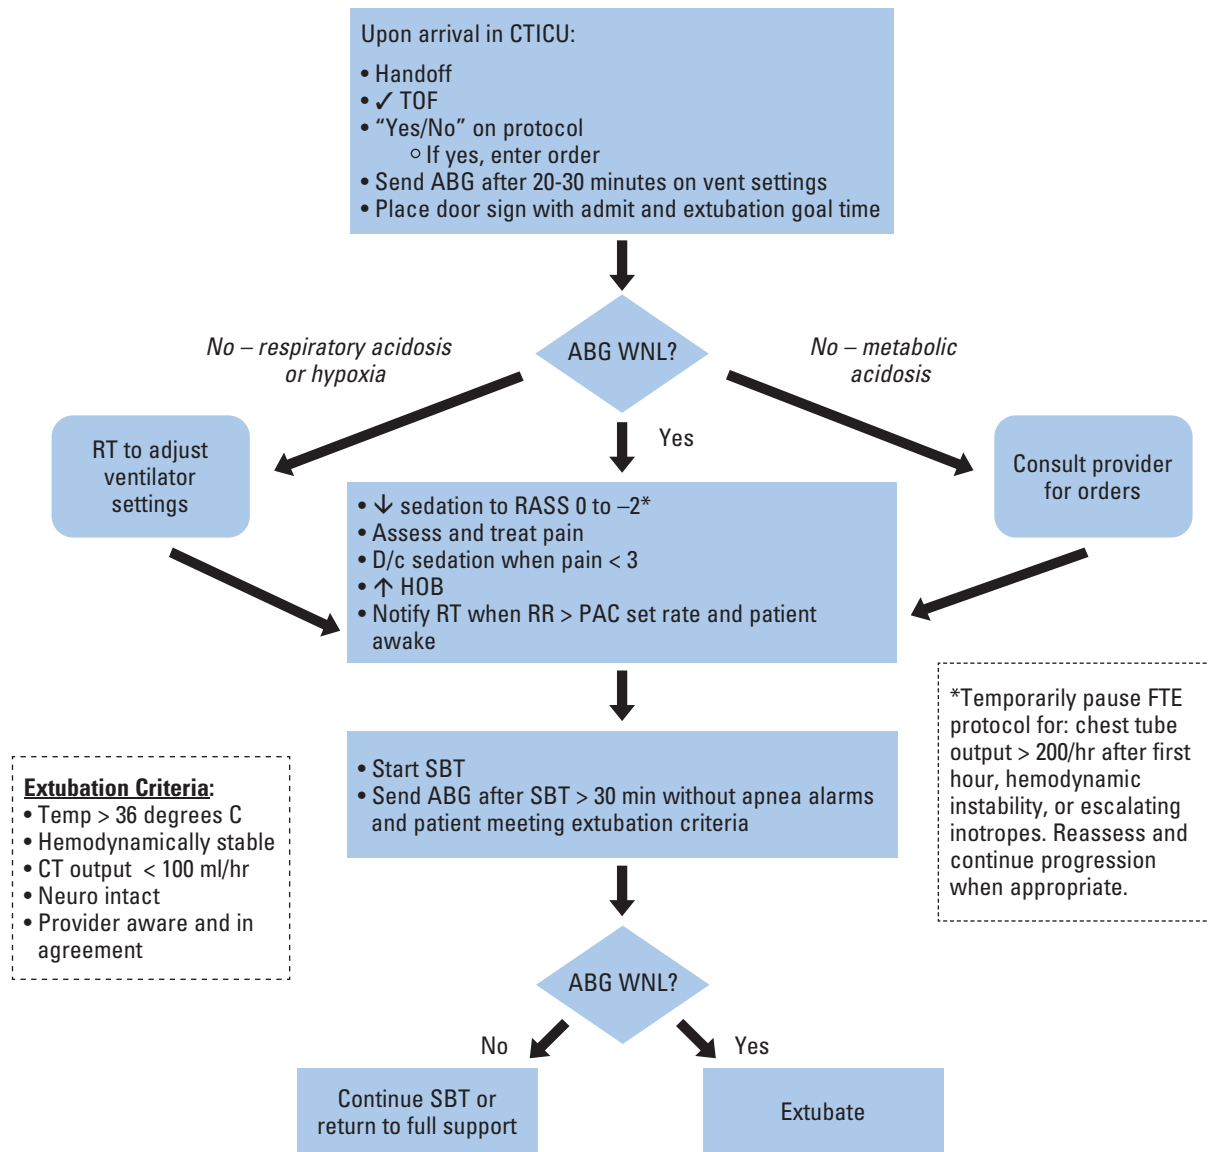 Upon arrival in CTICU:
• Handoff
• ✓ TOF
• “Yes/No” on protocol
○ If yes, enter order
• Send ABG after 20-30 minutes on vent settings
• Place door sign with admit and extubation goal time
No – respiratory acidosis
or hypoxia
ABG WNL?
No – metabolic
acidosis
Yes
RT to adjust
ventilator
settings
• ↓ sedation to RASS 0 to –2*
• Assess and treat pain
• D/c sedation when pain < 3
• ↑ HOB
• Notify RT when RR > PAC set rate and patient
awake
Consult provider
for orders
*Temporarily pause FTE
protocol for: chest tube
output > 200/hr after first
hour, hemodynamic
instability, or escalating
inotropes. Reassess and
continue progression
when appropriate.
• Start SBT
• Send ABG after SBT > 30 min without apnea alarms
and patient meeting extubation criteria
Extubation Criteria:
• Temp > 36 degrees C
• Hemodynamically stable
• CT output < 100 ml/hr
• Neuro intact
• Provider aware and in
agreement
ABG WNL?
No
Yes
Continue SBT or
return to full support
Extubate